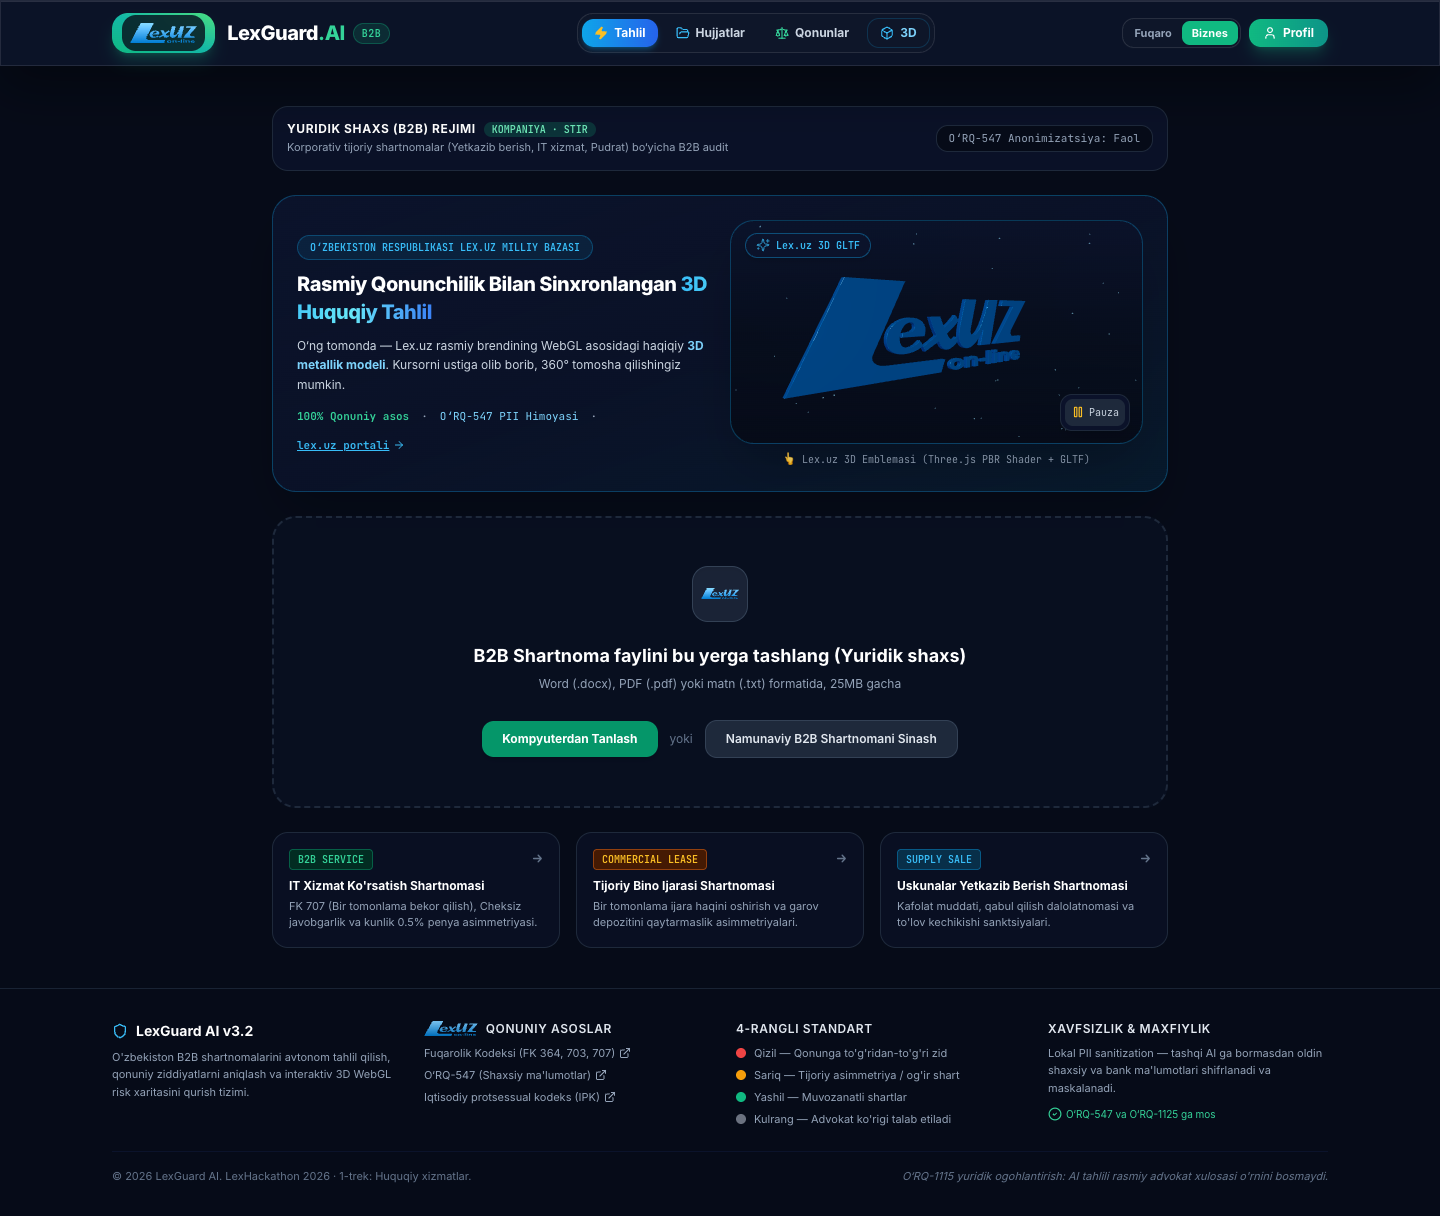 LexUZ on-line LexGuard.AI B2B
Tahlil Hujjatlar Qonunlar 3D
Fuqaro Biznes Profil
YURIDIK SHAXS (B2B) REJIMI KOMPANIYA · STIR
Korporativ tijoriy shartnomalar (Yetkazib berish, IT xizmat, Pudrat) bo‘yicha B2B audit
O‘RQ-547 Anonimizatsiya: Faol
O‘ZBEKISTON RESPUBLIKASI LEX.UZ MILLIY BAZASI
Rasmiy Qonunchilik Bilan Sinxronlangan 3D
Huquqiy Tahlil
O‘ng tomonda — Lex.uz rasmiy brendining WebGL asosidagi haqiqiy 3D
metallik modeli. Kursorni ustiga olib borib, 360° tomosha qilishingiz
mumkin.
100% Qonuniy asos · O‘RQ-547 PII Himoyasi ·
lex.uz portali →
Lex.uz 3D GLTF
LexUZ
on-line
Pauza
👆 Lex.uz 3D Emblemasi (Three.js PBR Shader + GLTF)
LexUZ
B2B Shartnoma faylini bu yerga tashlang (Yuridik shaxs)
Word (.docx), PDF (.pdf) yoki matn (.txt) formatida, 25MB gacha
Kompyuterdan Tanlash yoki Namunaviy B2B Shartnomani Sinash
B2B SERVICE →
IT Xizmat Ko'rsatish Shartnomasi
FK 707 (Bir tomonlama bekor qilish), Cheksiz
javobgarlik va kunlik 0.5% penya asimmetriyasi.
COMMERCIAL LEASE →
Tijoriy Bino Ijarasi Shartnomasi
Bir tomonlama ijara haqini oshirish va garov
depozitini qaytarmaslik asimmetriyalari.
SUPPLY SALE →
Uskunalar Yetkazib Berish Shartnomasi
Kafolat muddati, qabul qilish dalolatnomasi va
to'lov kechikishi sanktsiyalari.
LexGuard AI v3.2
O'zbekiston B2B shartnomalarini avtonom tahlil qilish,
qonuniy ziddiyatlarni aniqlash va interaktiv 3D WebGL
risk xaritasini qurish tizimi.
LexUZ QONUNIY ASOSLAR
Fuqarolik Kodeksi (FK 364, 703, 707)
O‘RQ-547 (Shaxsiy ma'lumotlar)
Iqtisodiy protsessual kodeks (IPK)
4-RANGLI STANDART
Qizil — Qonunga to'g'ridan-to'g'ri zid
Sariq — Tijoriy asimmetriya / og'ir shart
Yashil — Muvozanatli shartlar
Kulrang — Advokat ko'rigi talab etiladi
XAVFSIZLIK & MAXFIYLIK
Lokal PII sanitization — tashqi AI ga bormasdan oldin
shaxsiy va bank ma'lumotlari shifrlanadi va
maskalanadi.
O‘RQ-547 va O‘RQ-1125 ga mos
© 2026 LexGuard AI. LexHackathon 2026 · 1-trek: Huquqiy xizmatlar.
O‘RQ-1115 yuridik ogohlantirish: AI tahlili rasmiy advokat xulosasi o'rnini bosmaydi.